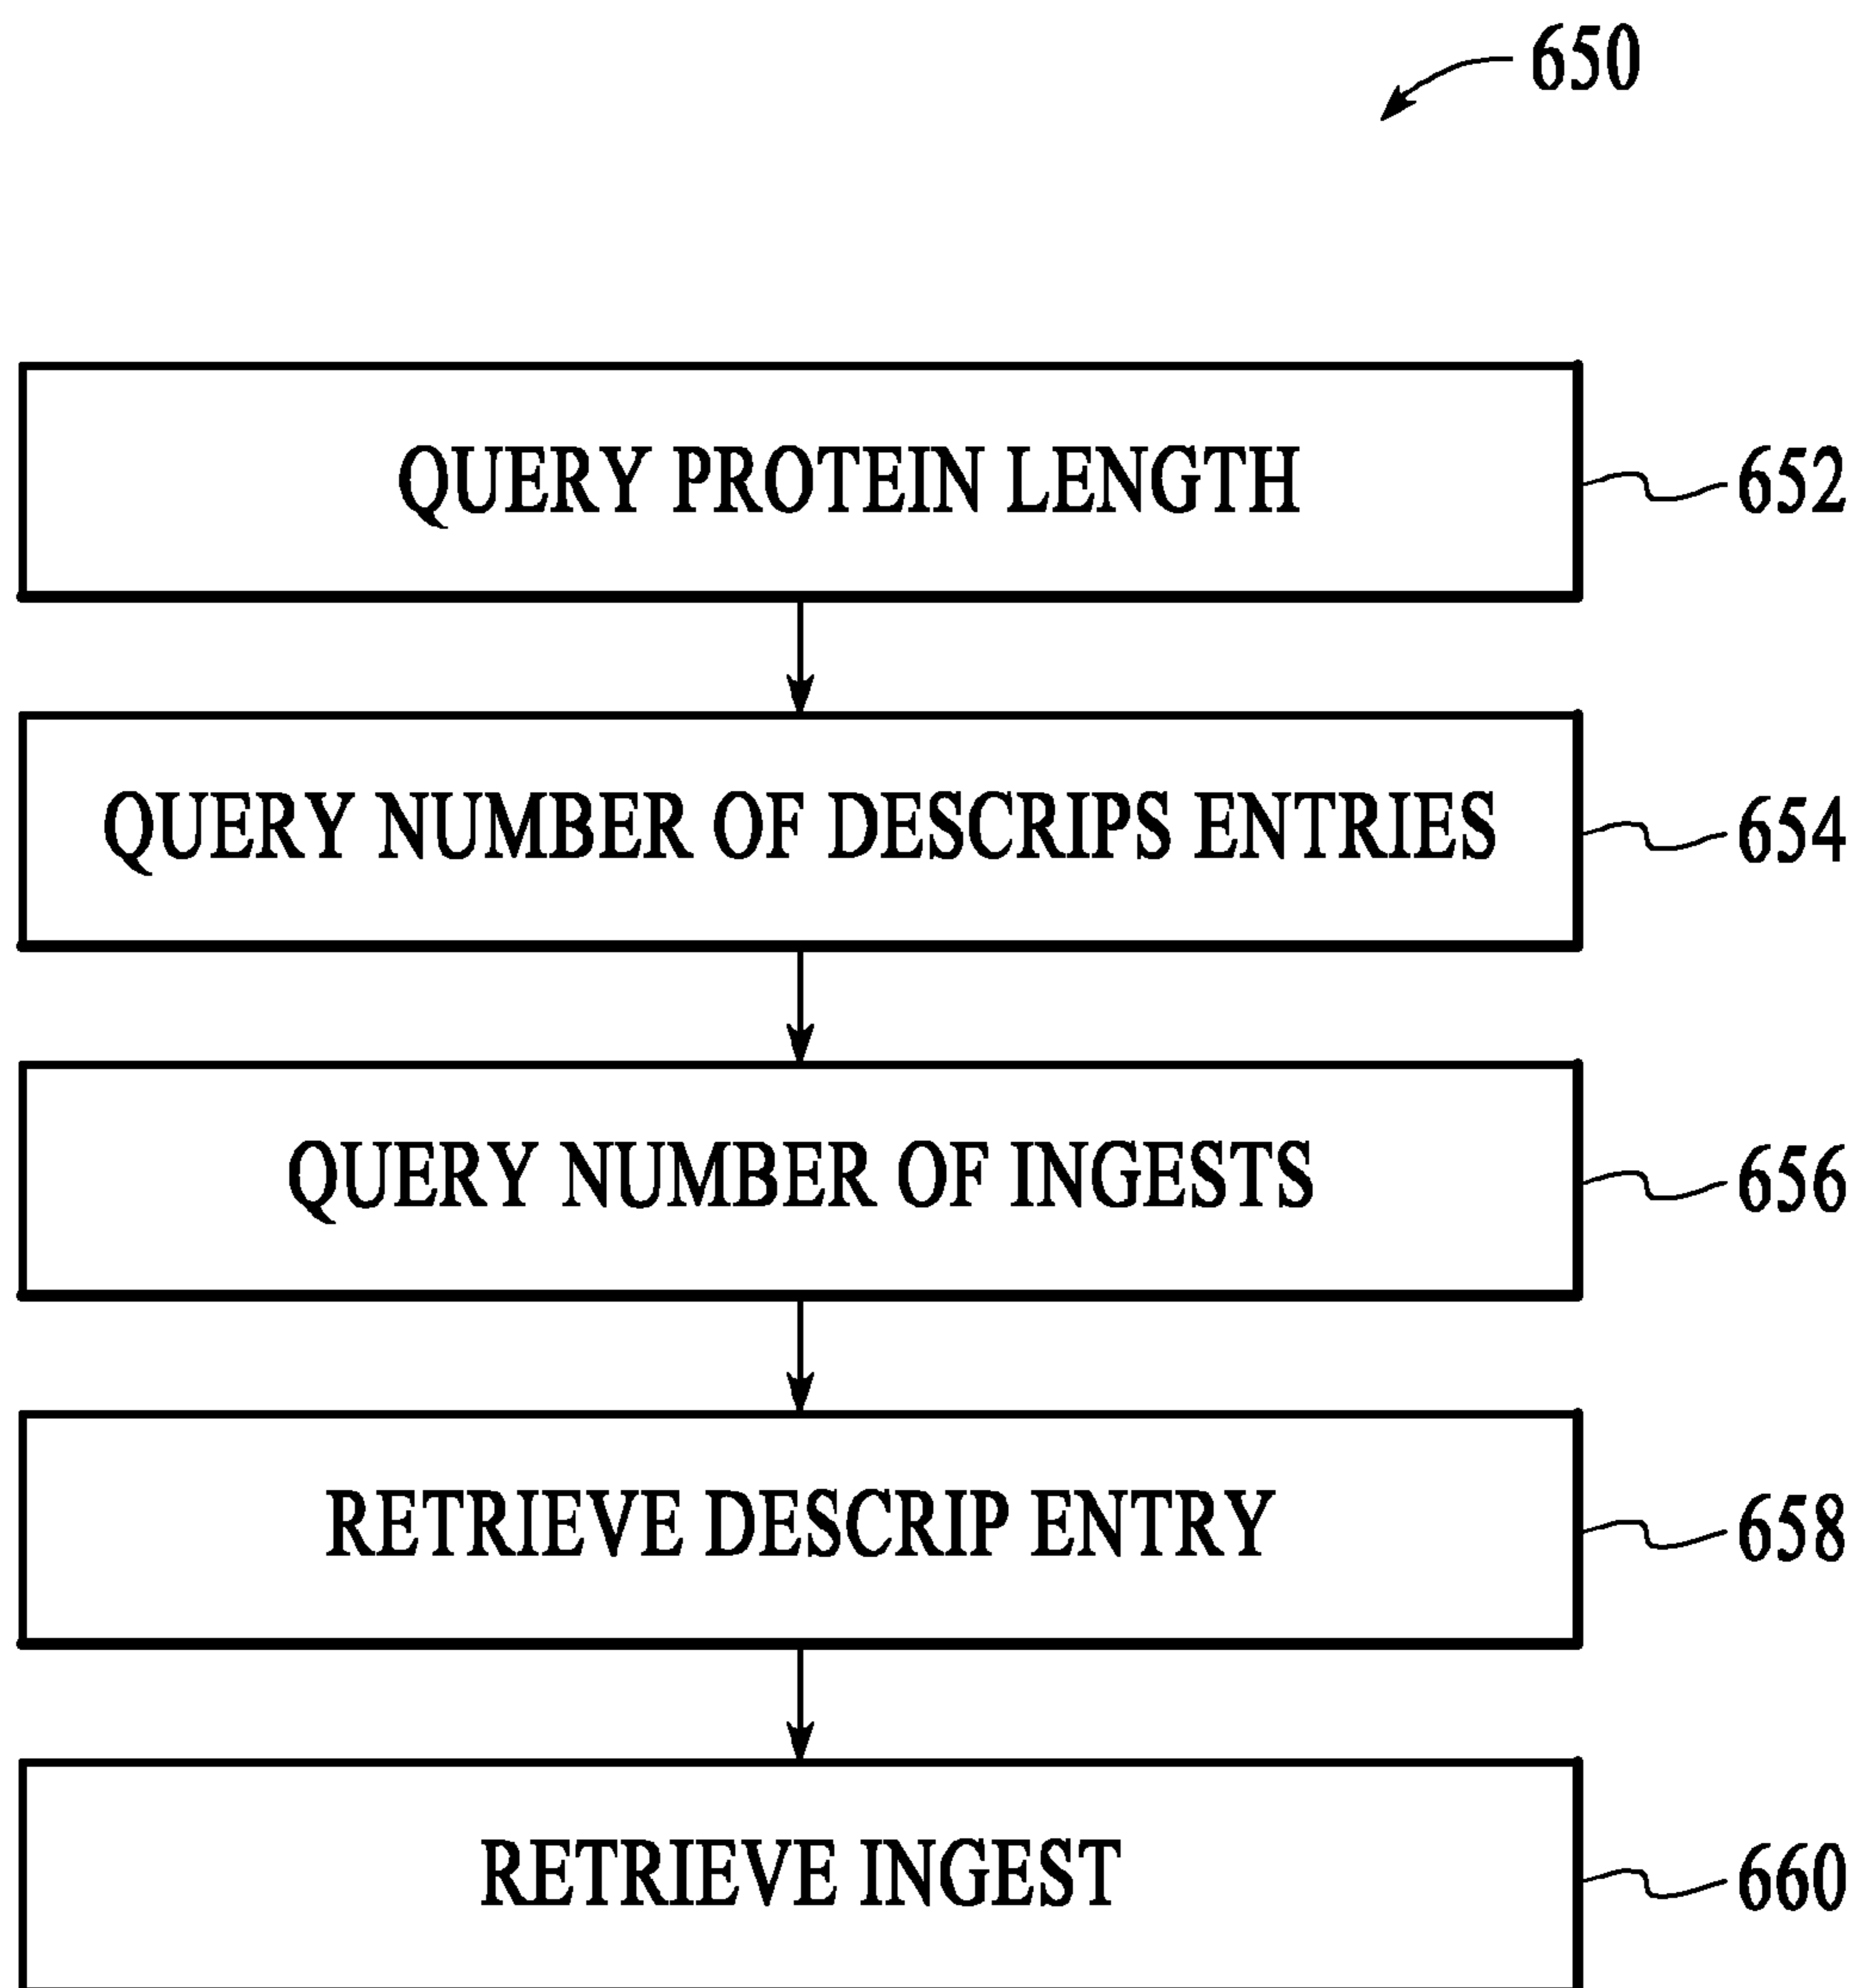 650
QUERY PROTEIN LENGTH
652
QUERY NUMBER OF DESCRIPS ENTRIES
654
QUERY NUMBER OF INGESTS
656
RETRIEVE DESCRIP ENTRY
658
RETRIEVE INGEST
660